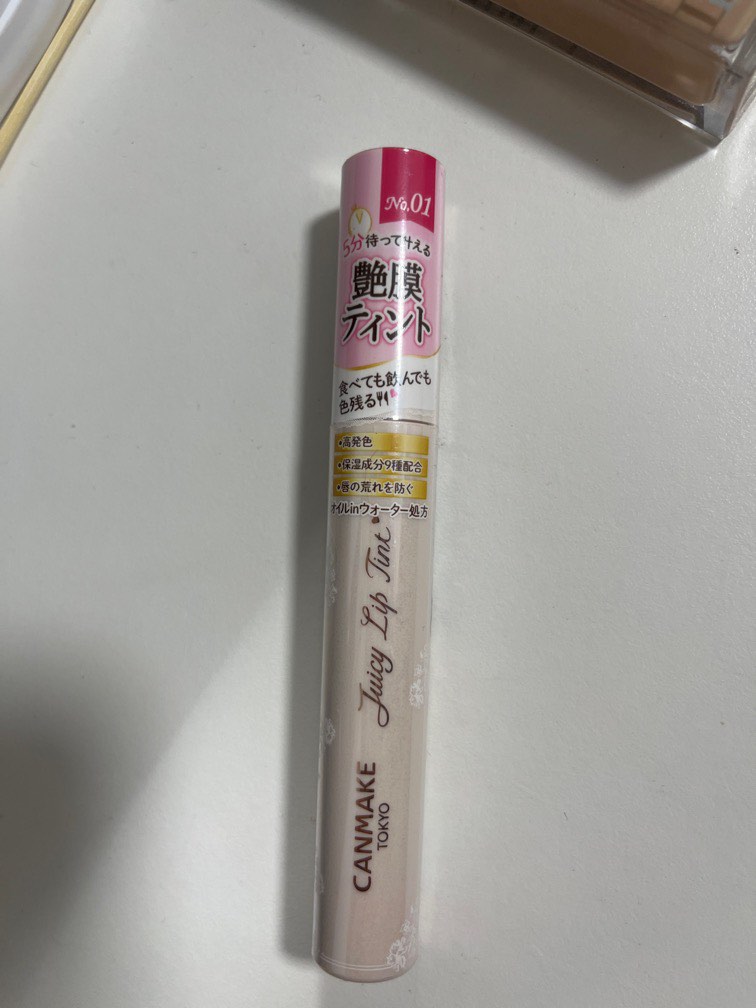 No.01
5分待って叶える
艶膜
ティント
食べても飲んでも
色残る
•高発色
•保湿成分9種配合
•唇の荒れを防ぐ
オイルinウォーター処方
Juicy Lip Tint
CANMAKE
TOKYO